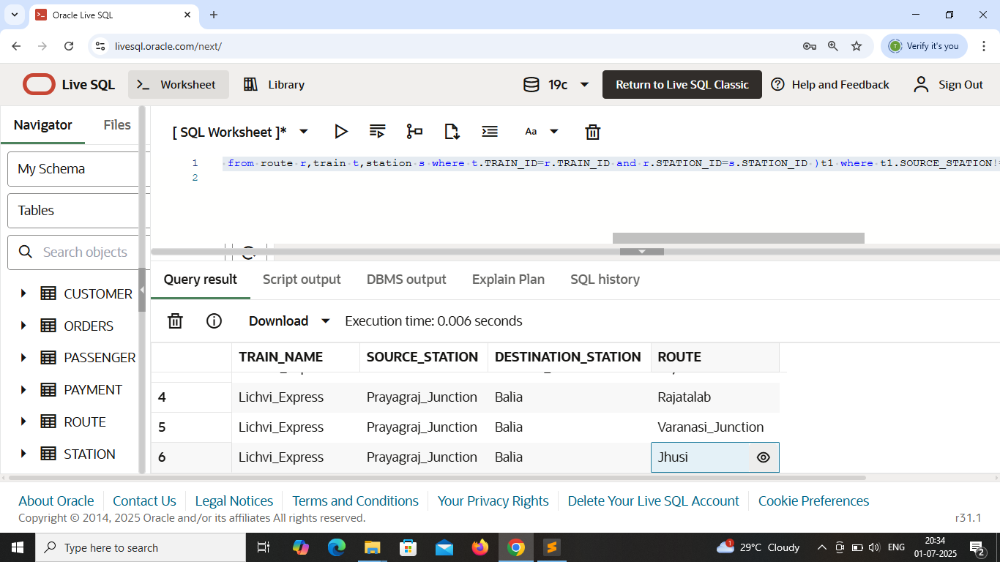 Oracle Live SQL
livesql.oracle.com/next/
Verify it's you
Live SQL
Worksheet
Library
19c
Return to Live SQL Classic
Help and Feedback
Sign Out
Navigator
Files
[ SQL Worksheet ]*
Aa
My Schema
Tables
Search objects
CUSTOMER
ORDERS
PASSENGER
PAYMENT
ROUTE
STATION
1 from route r,train t,station s where t.TRAIN_ID=r.TRAIN_ID and r.STATION_ID=s.STATION_ID )t1 where t1.SOURCE_STATION!
2
Query result Script output DBMS output Explain Plan SQL history
Download Execution time: 0.006 seconds
TRAIN_NAME SOURCE_STATION DESTINATION_STATION ROUTE
4 Lichvi_Express Prayagraj_Junction Balia Rajatalab
5 Lichvi_Express Prayagraj_Junction Balia Varanasi_Junction
6 Lichvi_Express Prayagraj_Junction Balia Jhusi
About Oracle Contact Us Legal Notices Terms and Conditions Your Privacy Rights Delete Your Live SQL Account Cookie Preferences
Copyright © 2014, 2025 Oracle and/or its affiliates All rights reserved.
r31.1
Type here to search
1
29°C Cloudy
ENG
20:34
01-07-2025
2